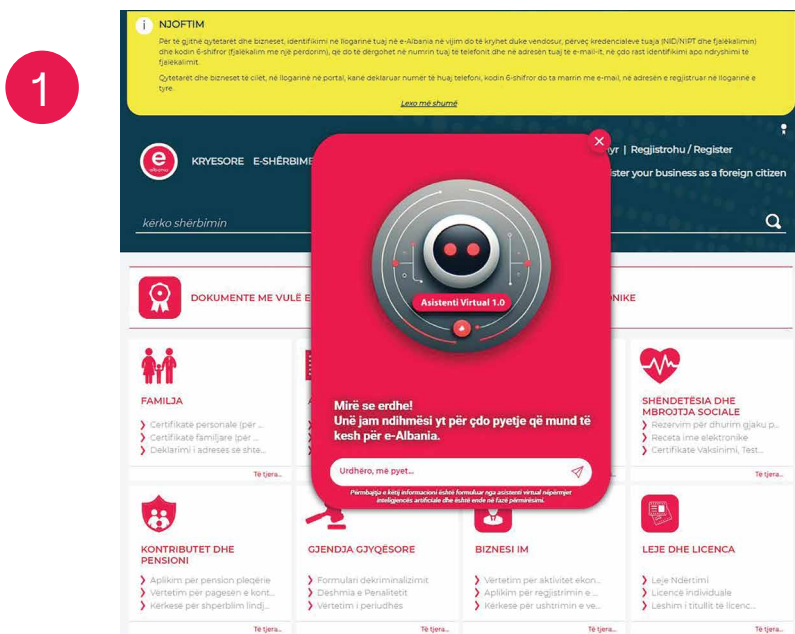 1
i NJOFTIM
Për të gjithë qytetarët dhe bizneset, identifikimi në llogarinë tuaj në e-Albania në vijim do të kryhet duke vendosur, përveç kredencialeve tuaja (NID/NIPT dhe fjalëkalimin)
dhe kodin 6-shifror (fjalëkalim me një përdorim), që do të dërgohet në numrin tuaj të telefonit dhe në adresën tuaj të e-mail-it, në çdo rast identifikimi apo ndryshimi të
fjalëkalimit.
Qytetarët dhe bizneset të cilët, në llogarinë në portal, kanë deklaruar numër të huaj telefoni, kodin 6-shifror do ta marrin me e-mail, në adresën e regjistruar në llogarinë e
tyre.
Lexo më shumë
yr | Regjistrohu / Register
e
KRYESORE E-SHËRBIME
ster your business as a foreign citizen
kërko shërbimin
Asistenti Virtual 1.0
DOKUMENTE ME VULË E
NIKE
Mirë se erdhe!
Unë jam ndihmësi yt për çdo pyetje që mund të
kesh për e-Albania.
Urdhëro, më pyet...
Përmbajtja e këtij informacioni është formuluar nga asistenti virtual nëpërmjet
inteligjencës artificiale dhe është ende në fazë përmirësimi.
FAMILJA
Certifikatë personale (për ...
Certifikatë familjare (për ...
Deklarimi i adresës së shte...
Të tjera...
SHËNDETËSIA DHE
MBROJTJA SOCIALE
Rezervim për dhurim gjaku p...
Receta ime elektronike
Certifikatë Vaksinimi, Test...
Të tjera...
KONTRIBUTET DHE
PENSIONI
Aplikim për pension pleqërie
Vërtetim për pagesën e kont...
Kërkesë për shpërblim lindj...
Të tjera...
GJENDJA GJYQËSORE
Formulari dekriminalizimit
Dëshmia e Penalitetit
Vërtetimi i periudhës
Të tjera...
BIZNESI IM
Vërtetim për aktivitet ekon...
Aplikim për regjistrimin e ...
Kërkesë për ushtrimin e ve...
Të tjera...
LEJE DHE LICENCA
Leje Ndërtimi
Licencë individuale
Lëshim i titullit të licenc...
Të tjera...